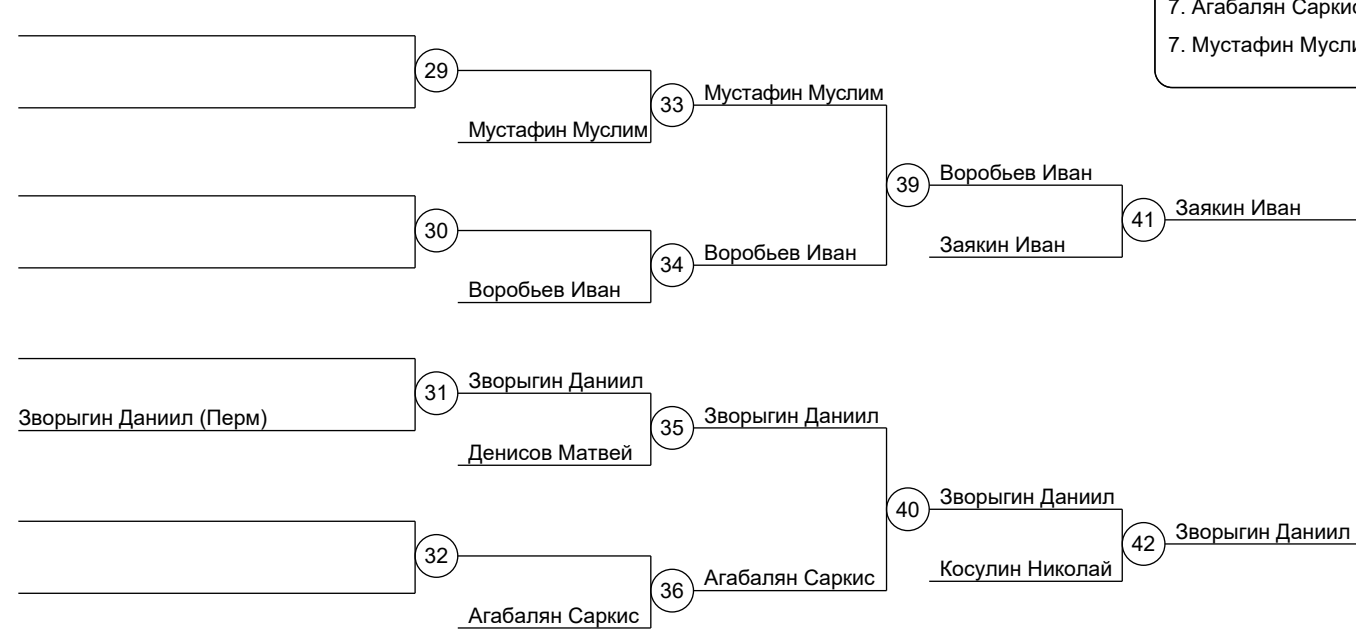 7. Агабалян Саркис
7. Мустафин Мусли
29
33
Мустафин Муслим
Мустафин Муслим
39
Воробьев Иван
41
Заякин Иван
30
34
Воробьев Иван
Заякин Иван
Воробьев Иван
31
Зворыгин Даниил
35
Зворыгин Даниил
Зворыгин Даниил (Перм)
Денисов Матвей
40
Зворыгин Даниил
42
Зворыгин Даниил
32
36
Агабалян Саркис
Косулин Николай
Агабалян Саркис